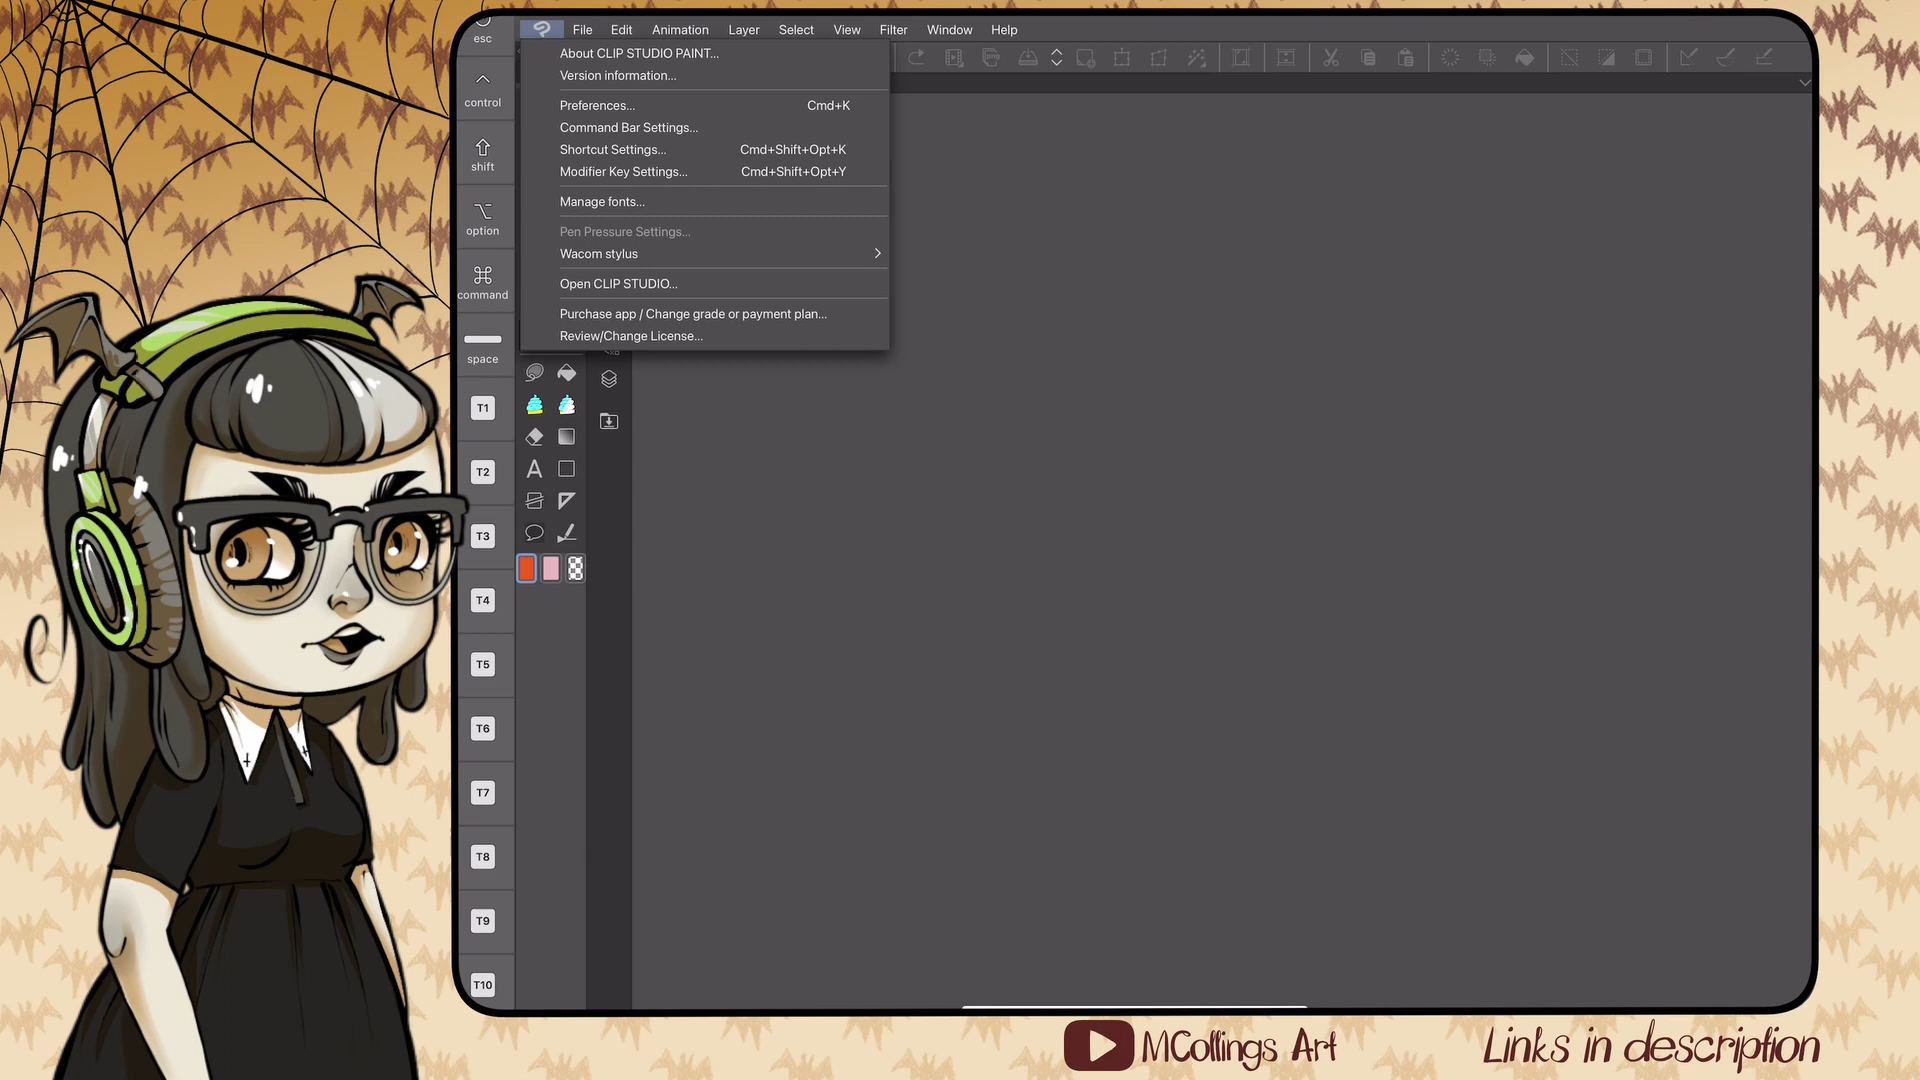 esc
control
shift
option
command
space
T1
T2
T3
T4
T5
T6
T7
T8
T9
T10
File Edit Animation Layer Select View Filter Window Help
About CLIP STUDIO PAINT...
Version information...
Preferences... Cmd+K
Command Bar Settings...
Shortcut Settings... Cmd+Shift+Opt+K
Modifier Key Settings... Cmd+Shift+Opt+Y
Manage fonts...
Pen Pressure Settings...
Wacom stylus
Open CLIP STUDIO...
Purchase app / Change grade or payment plan...
Review/Change License...
A
MCollings Art
Links in description